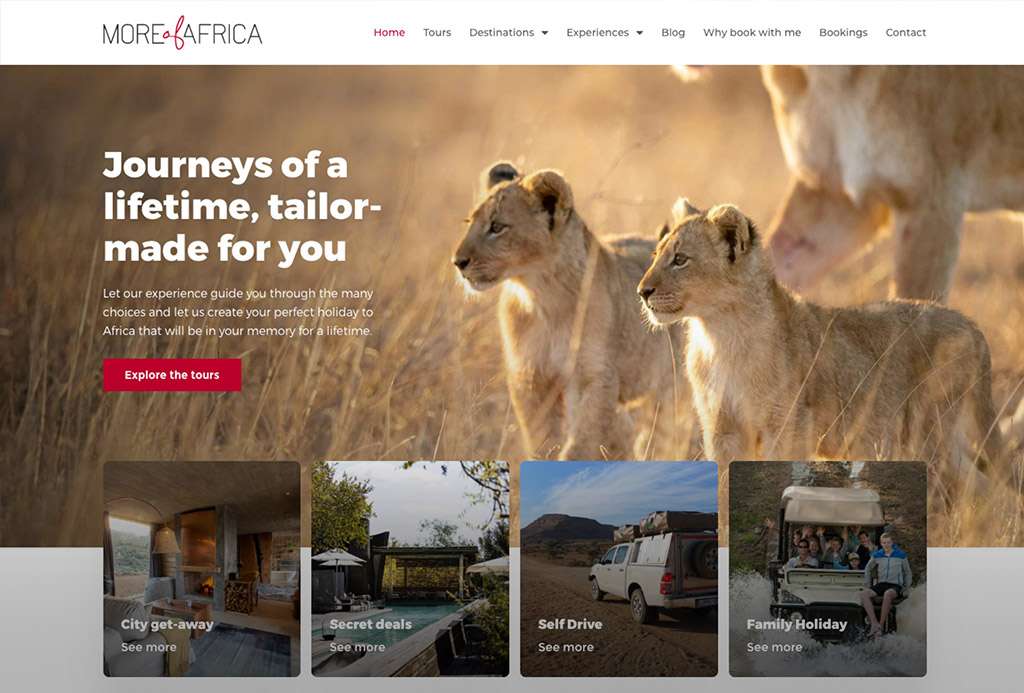 MORE of AFRICA
Home Tours Destinations Experiences Blog Why book with me Bookings Contact
Journeys of a
lifetime, tailor-
made for you
Let our experience guide you through the many
choices and let us create your perfect holiday to
Africa that will be in your memory for a lifetime.
Explore the tours
City get-away
See more
Secret deals
See more
Self Drive
See more
Family Holiday
See more